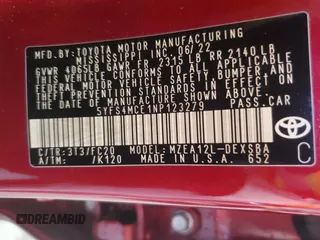 MFD. BY: TOYOTA MOTOR MANUFACTURING
MISSISSIPPI INC. 06/22
GVWR 4065LB GAWR FR 2315 LB RR 2140 LB
THIS VEHICLE CONFORMS TO ALL APPLICABLE
FEDERAL MOTOR VEHICLE SAFETY, BUMPER, AND
THEFT PREVENTION STANDARDS IN EFFECT ON
THE DATE OF MANUFACTURE SHOWN ABOVE.
5YFS4MCE1NP123279 PASS.CAR
C/TR:313/FC20 MODEL:MZEA12L-DEXSBA
A/TM: /K120 MADE IN U.S.A. 652
TOYOTA
C
DREAMBID